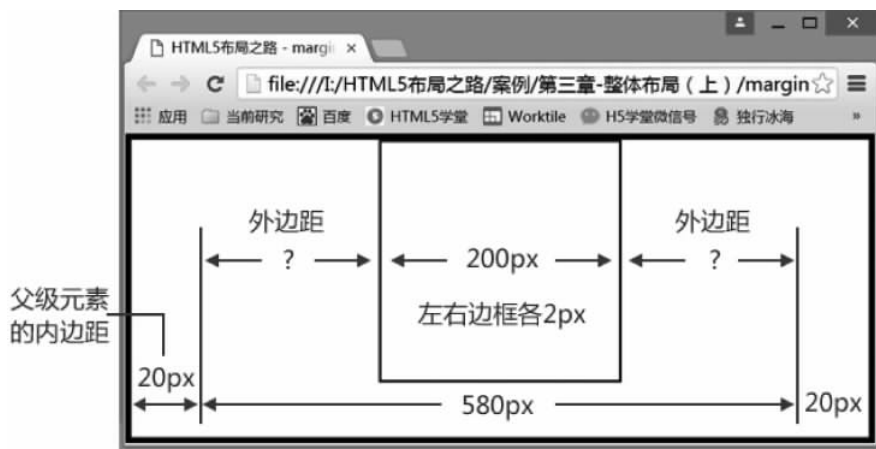 HTML5布局之路 - margi
file:///I:/HTML5布局之路/案例/第三章-整体布局（上）/margin
应用 当前研究 百度 HTML5学堂 Worktile H5学堂微信号 独行冰海 »
外边距 外边距
? 200px ?
左右边框各2px
父级元素
的内边距
20px 580px 20px